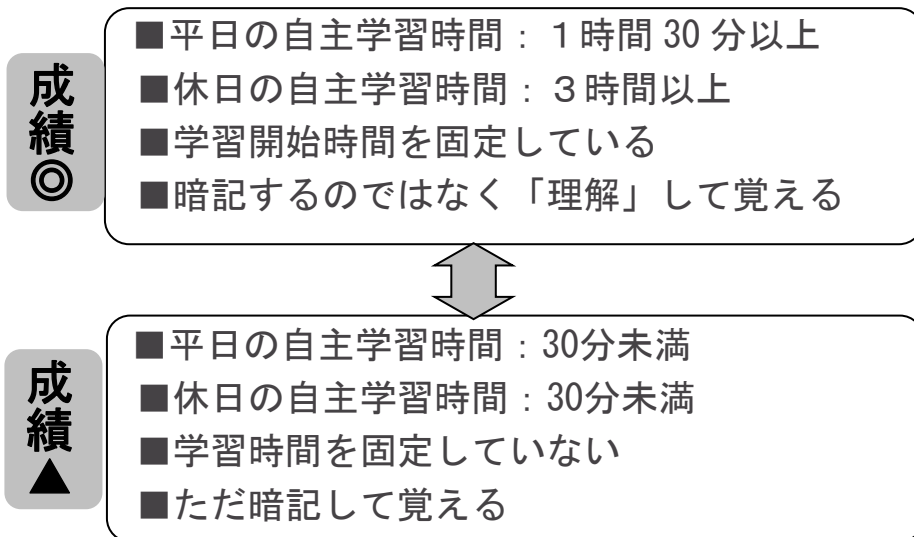 成績◎
■平日の自主学習時間：１時間 30 分以上
■休日の自主学習時間：３時間以上
■学習開始時間を固定している
■暗記するのではなく「理解」して覚える
成績▲
■平日の自主学習時間：30分未満
■休日の自主学習時間：30分未満
■学習時間を固定していない
■ただ暗記して覚える